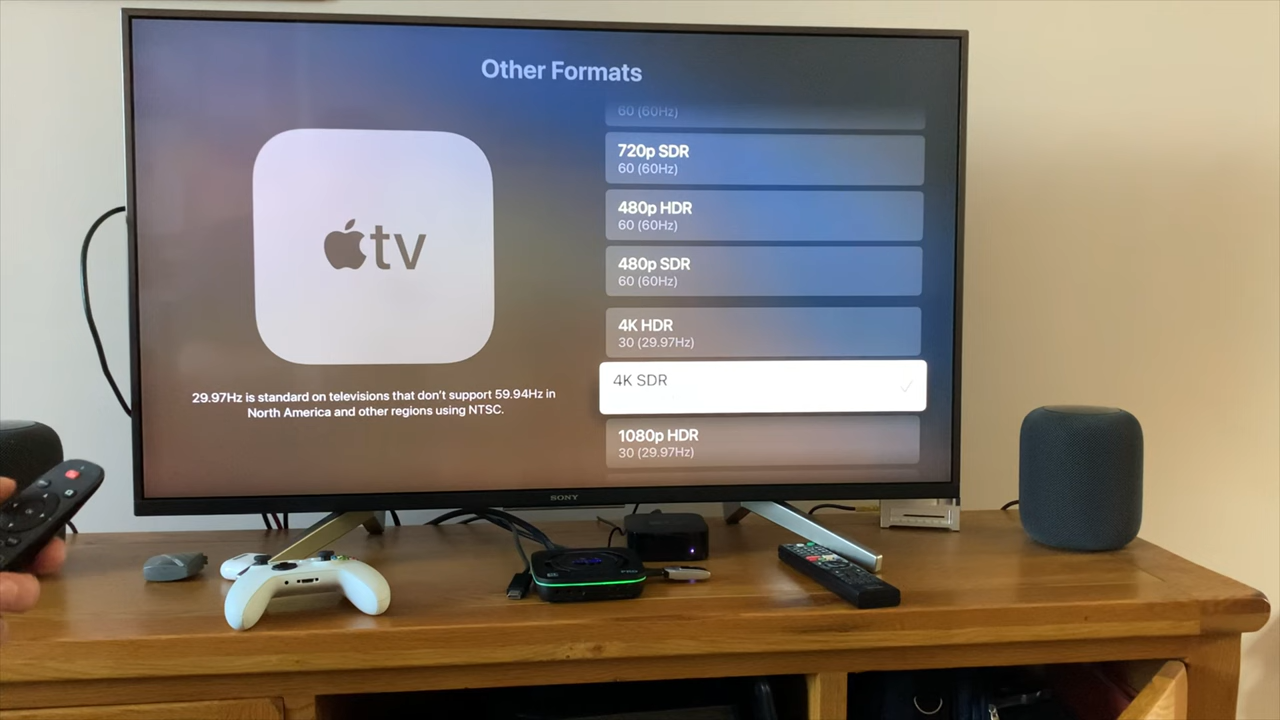 Other Formats
60 (60Hz)
720p SDR
60 (60Hz)
480p HDR
60 (60Hz)
480p SDR
60 (60Hz)
4K HDR
30 (29.97Hz)
4K SDR
1080p HDR
30 (29.97Hz)
tv
29.97Hz is standard on televisions that don't support 59.94Hz in
North America and other regions using NTSC.
SONY
PRO